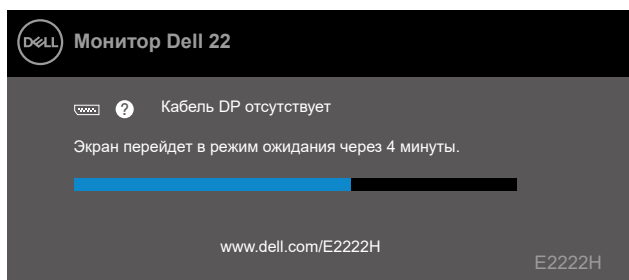 DELL Монитор Dell 22
? Кабель DP отсутствует
Экран перейдет в режим ожидания через 4 минуты.
www.dell.com/E2222H
E2222H